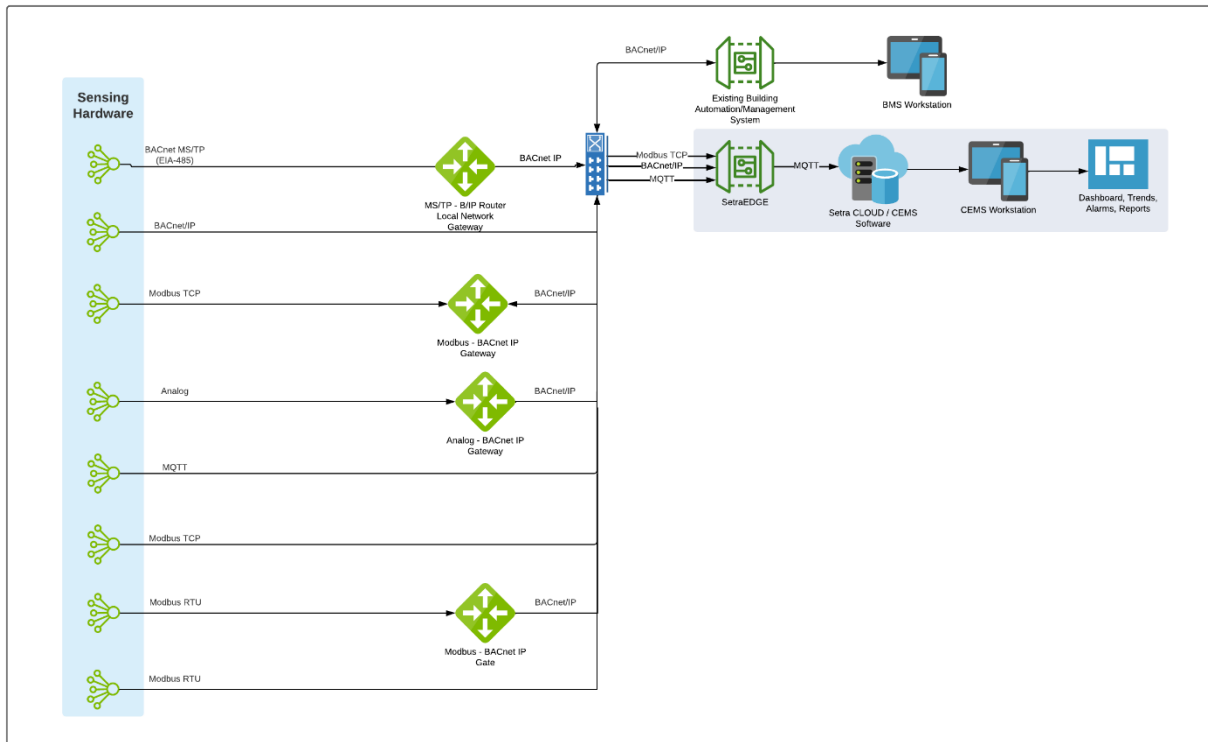 Sensing
Hardware
BACnet MS/TP
(EIA-485)
BACnet IP
MS/TP - B/IP Router
Local Network
Gateway
BACnet/IP
Existing Building
Automation/Management
System
BMS Workstation
Modbus TCP
BACnet/IP
MQTT
SetraEDGE
MQTT
Setra CLOUD / CEMS
Software
CEMS Workstation
Dashboard, Trends,
Alarms, Reports
BACnet/IP
Modbus TCP
BACnet/IP
Modbus - BACnet IP
Gateway
Analog
BACnet/IP
Analog - BACnet IP
Gateway
MQTT
Modbus TCP
Modbus RTU
BACnet/IP
Modbus - BACnet IP
Gate
Modbus RTU